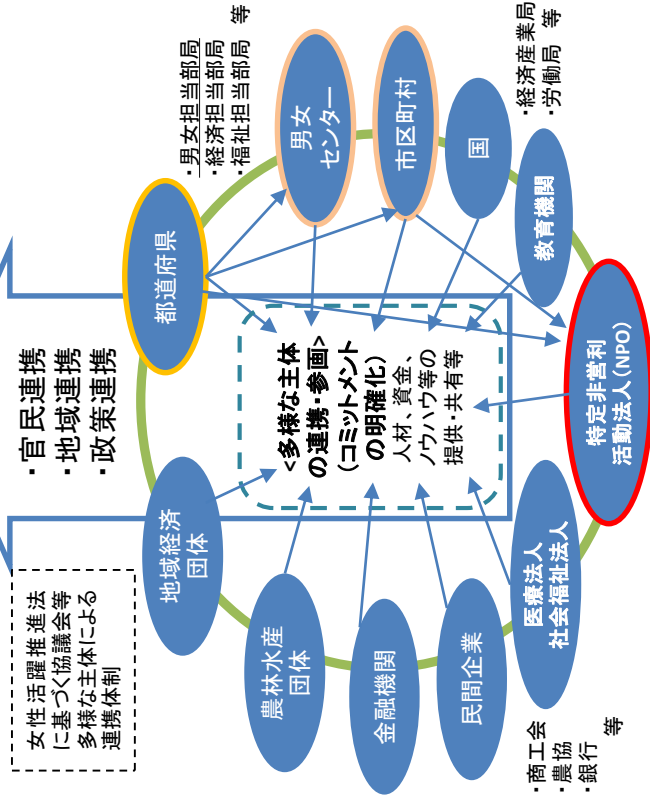 女性活躍推進法
に基づく協議会等
多様な主体による
連携体制
・官民連携
・地域連携
・政策連携
都道府県
・男女担当部局
・経済担当部局
・福祉担当部局 等
地域経済
団体
男女
センター
農林水産
団体
<多様な主体
の連携・参画>
(コミットメント
の明確化)
人材、資金、
ノウハウ等の
提供・共有等
市区町村
金融機関
国
・経済産業局
・労働局 等
民間企業
教育機関
医療法人
社会福祉法人
特定非営利
活動法人(NPO)
・商工会
・農協
・銀行 等